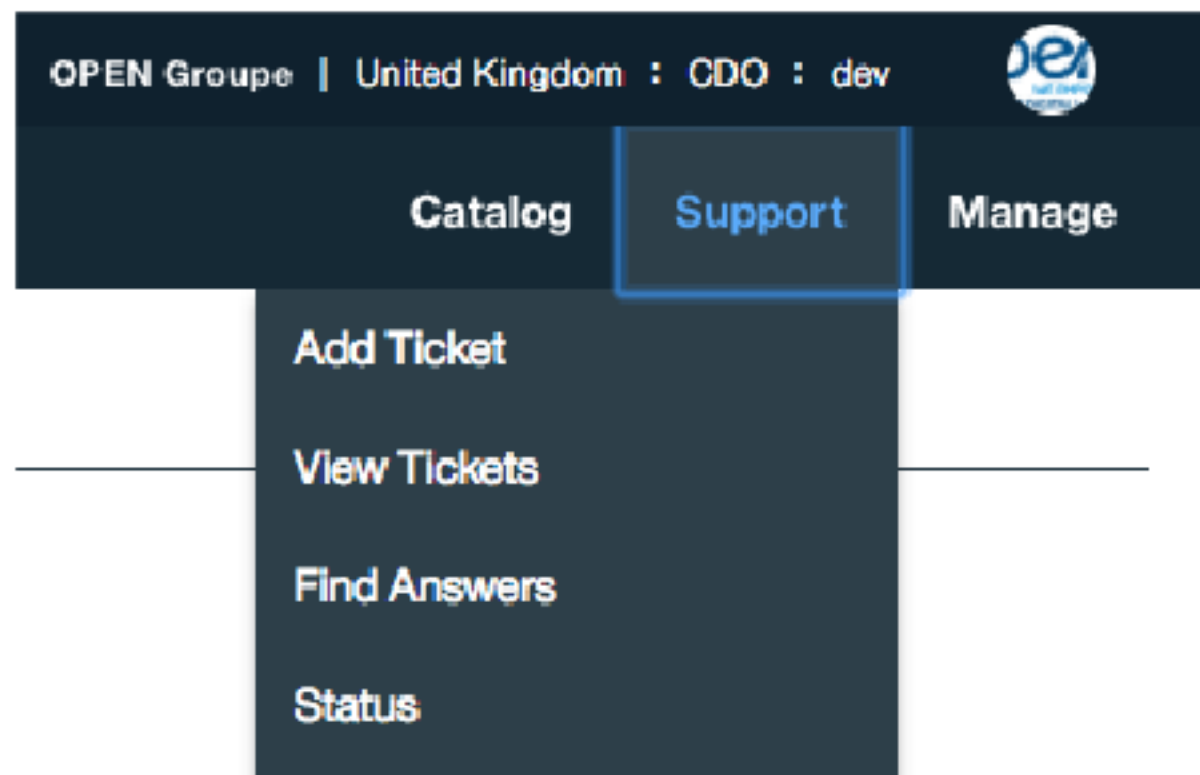 OPEN Groupe | United Kingdom : CDO : dev
Catalog Support Manage
Add Ticket
View Tickets
Find Answers
Status